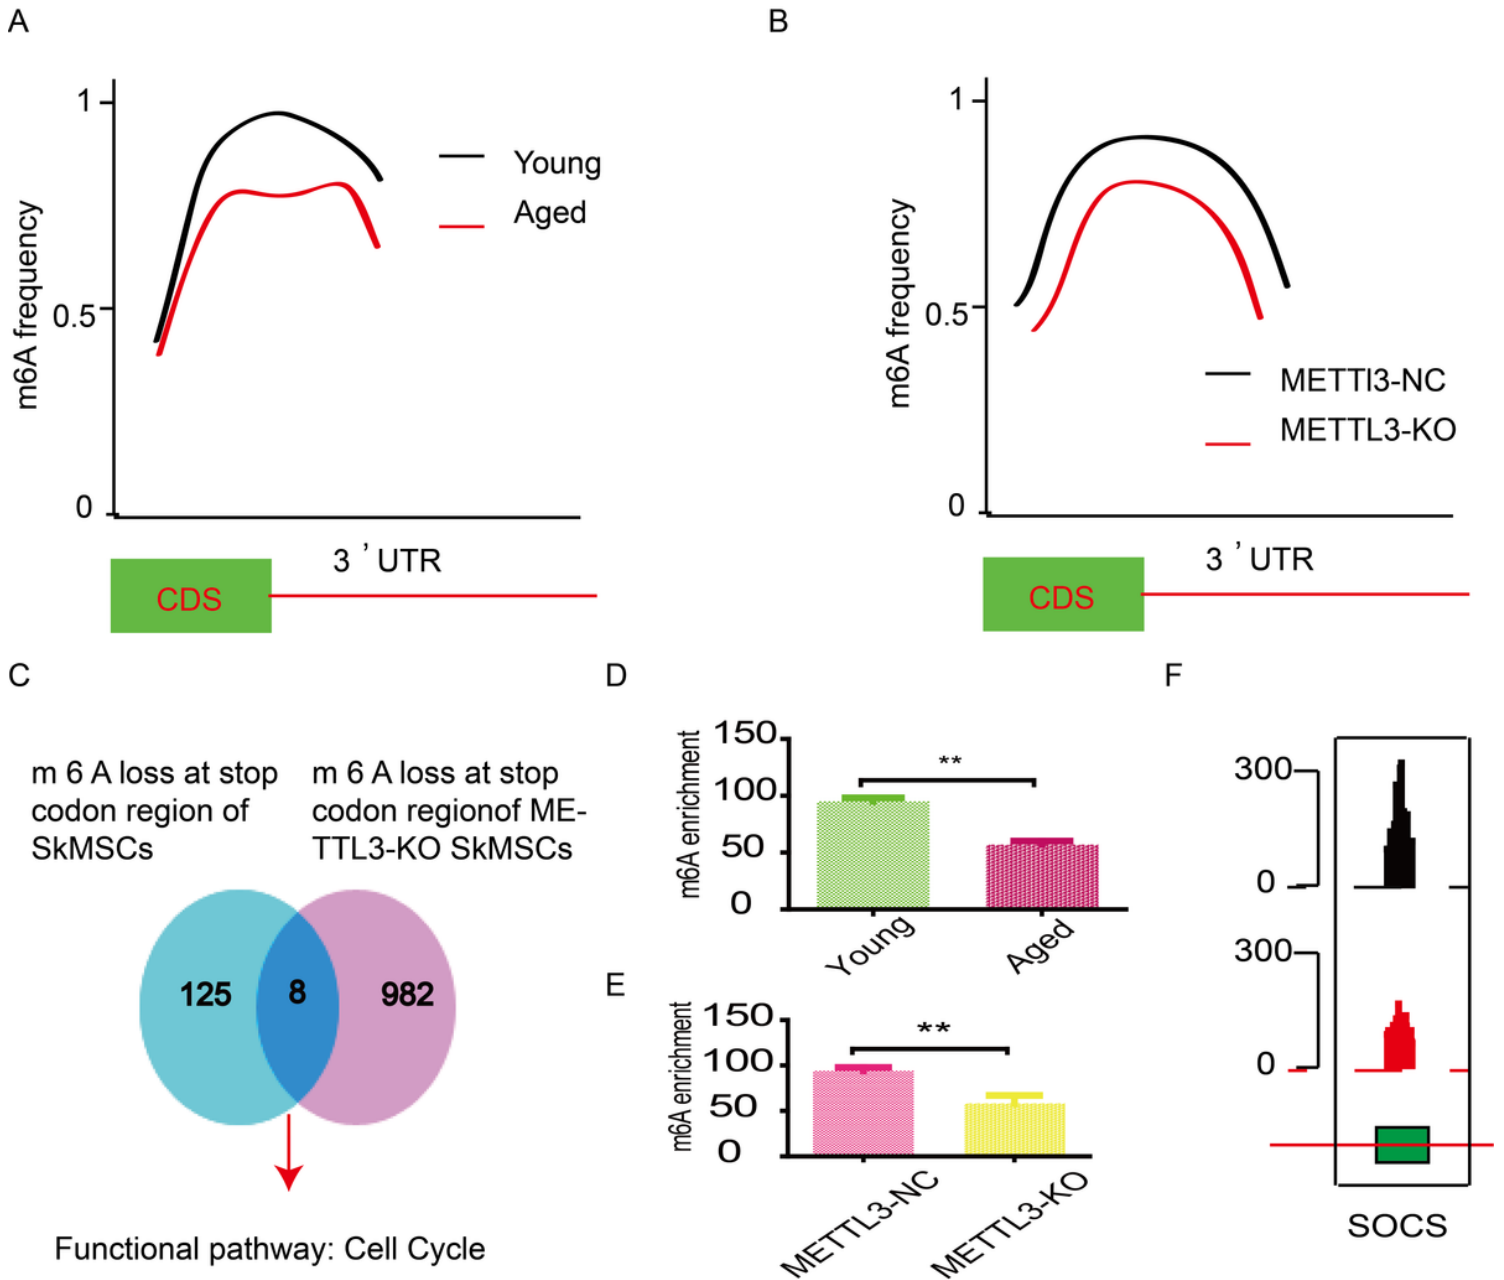 A
1
0.5
0
m6A frequency
Young
Aged
3 ’ UTR
CDS
B
1
0.5
0
m6A frequency
METTl3-NC
METTL3-KO
3 ’ UTR
CDS
C
m 6 A loss at stop
codon region of
SkMSCs
m 6 A loss at stop
codon regionof ME-
TTL3-KO SkMSCs
125
8
982
Functional pathway: Cell Cycle
D
m6A enrichment
150
100
50
0
**
Young
Aged
E
m6A enrichment
150
100
50
0
**
METTL3-NC
METTL3-KO
F
300
0
300
0
SOCS